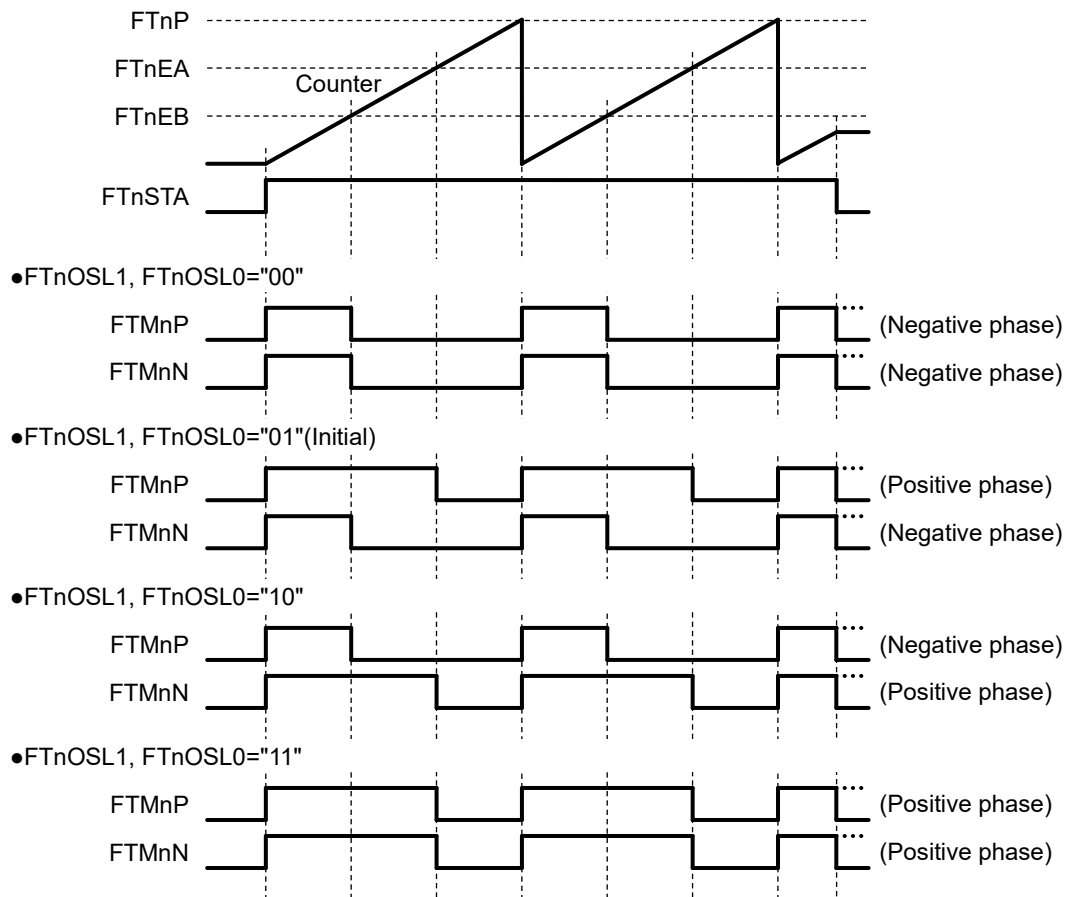 FTnP
FTnEA
Counter
FTnEB
FTnSTA
●FTnOSL1, FTnOSL0="00"
FTMnP (Negative phase)
FTMnN (Negative phase)
●FTnOSL1, FTnOSL0="01"(Initial)
FTMnP (Positive phase)
FTMnN (Negative phase)
●FTnOSL1, FTnOSL0="10"
FTMnP (Negative phase)
FTMnN (Positive phase)
●FTnOSL1, FTnOSL0="11"
FTMnP (Positive phase)
FTMnN (Positive phase)